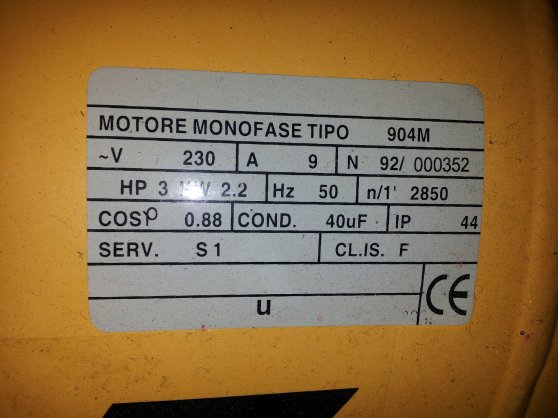 MOTORE MONOFASE TIPO 904M
~V 230 A 9 N 92/ 000352
HP 3 KW 2.2 Hz 50 n/1' 2850
COSφ 0.88 COND. 40uF IP 44
SERV. S1 CL.IS. F
u CE